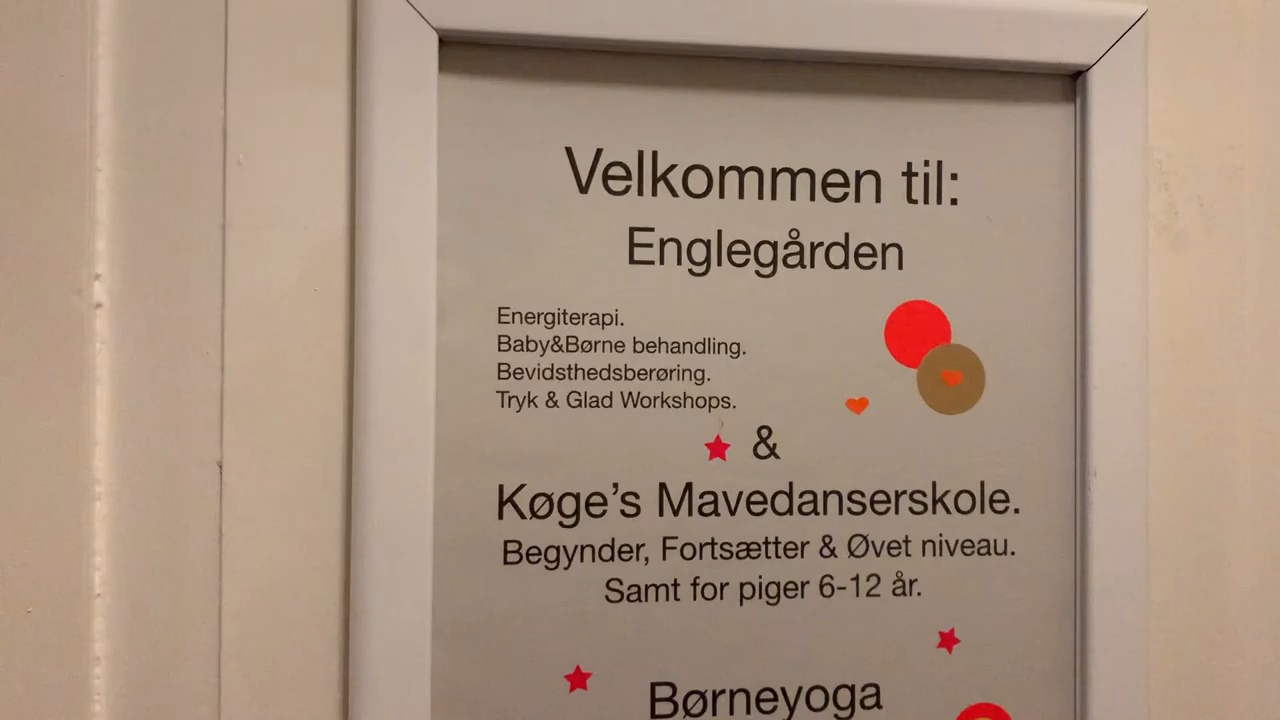 Velkommen til:
Englegården
Energiterapi.
Baby&Børne behandling.
Bevidsthedsberøring.
Tryk & Glad Workshops.
&
Køge’s Mavedanserskole.
Begynder, Fortsætter & Øvet niveau.
Samt for piger 6-12 år.
Børneyoga